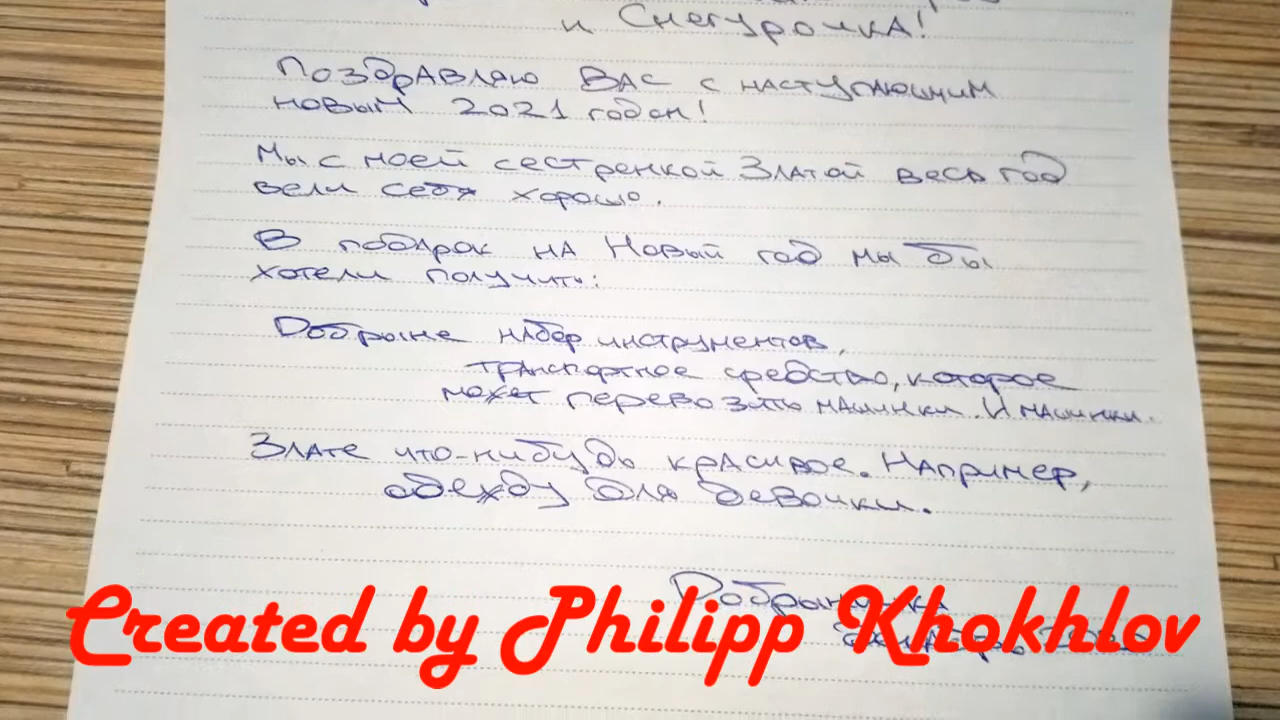 и Снегурочка!
Поздравляю Вас с наступающим
новым 2021 годом!
Мы с моей сестренкой Златой весь год
вели себя хорошо.
В подарок на Новый год мы бы
хотели получить:
Добрыне набор инструментов,
транспортное средство, которое
может перевозить машинки. И машинки.
Злате что-нибудь красивое. Например,
одежду для девочки.
Добрынюшка
Created by Philipp Khokhlov